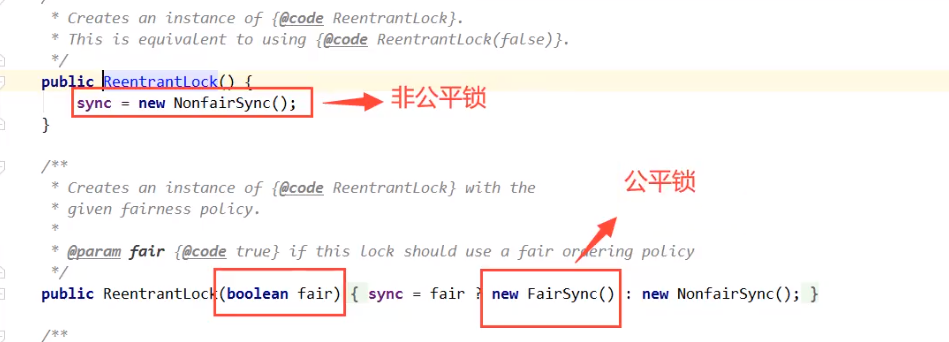 * Creates an instance of {@code ReentrantLock}.
* This is equivalent to using {@code ReentrantLock(false)}.
*/
public ReentrantLock() {
sync = new NonfairSync();
非公平锁
}
/**
* Creates an instance of {@code ReentrantLock} with the
* given fairness policy.
公平锁
*
* @param fair {@code true} if this lock should use a fair ordering policy
*/
public ReentrantLock(boolean fair) { sync = fair ? new FairSync() : new NonfairSync(); }
/**